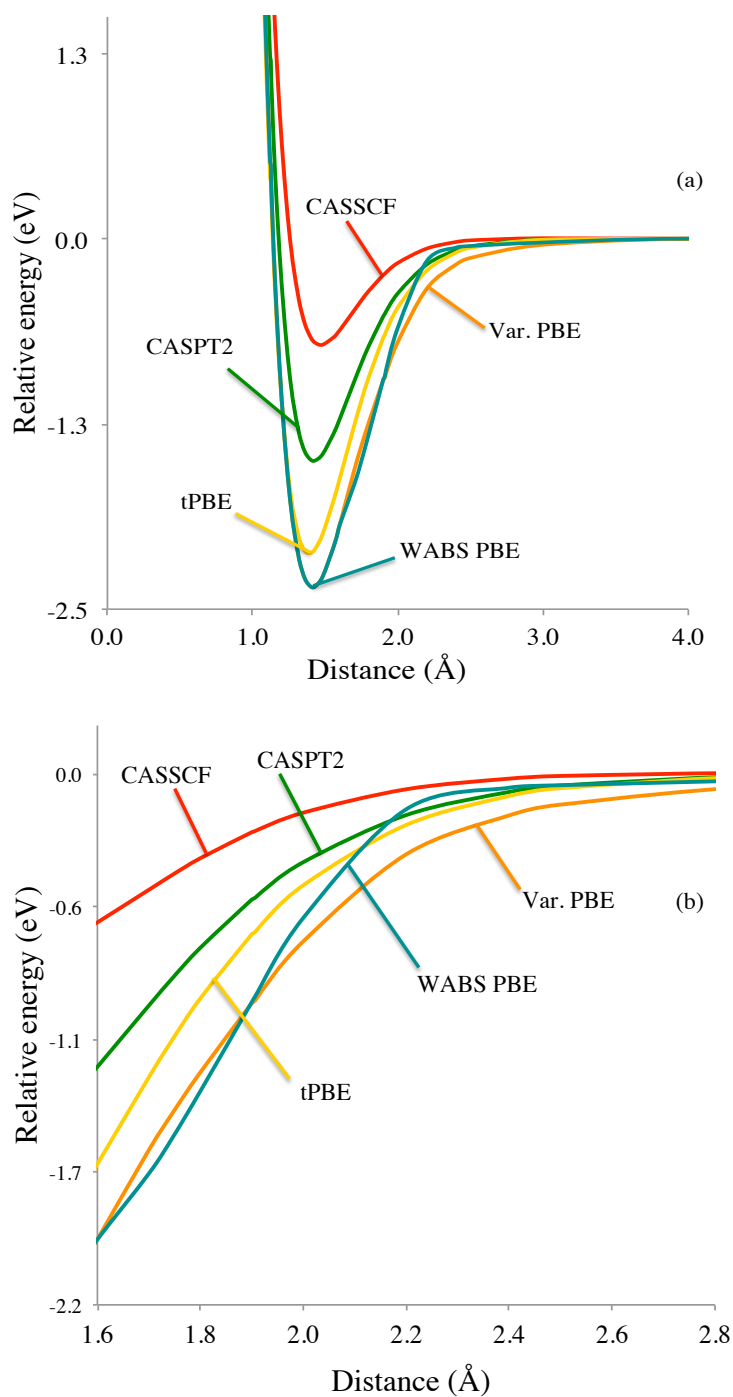 1.3
(a)
CASSCF
Relative energy (eV)
0.0
Var. PBE
CASPT2
-1.3
tPBE
WABS PBE
-2.5
0.0 1.0 2.0 3.0 4.0
Distance (Å)
0.0
CASSCF
CASPT2
Relative energy (eV)
-0.6
Var. PBE
(b)
WABS PBE
-1.1
tPBE
-1.7
-2.2
1.6 1.8 2.0 2.2 2.4 2.6 2.8
Distance (Å)